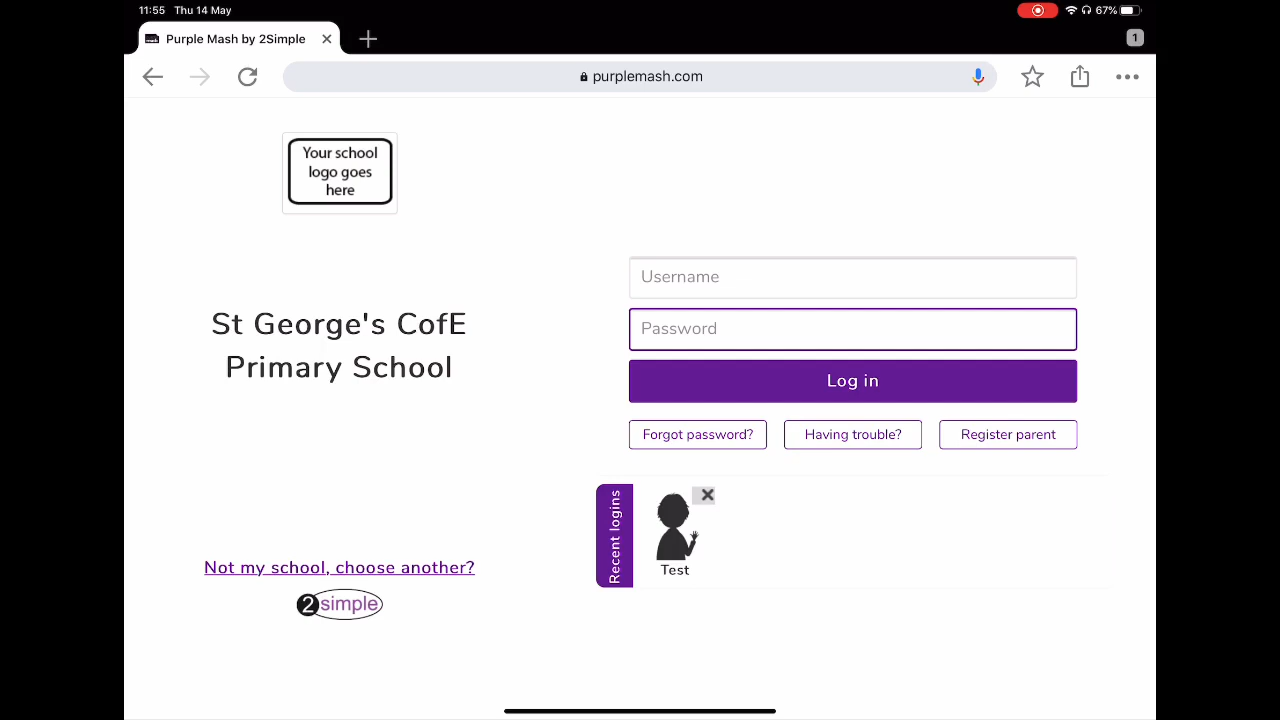 11:55 Thu 14 May
67%
Purple Mash by 2Simple
1
purplemash.com
Your school
logo goes
here
Username
St George's CofE
Primary School
Password
Log in
Forgot password?
Having trouble?
Register parent
Recent logins
Test
Not my school, choose another?
2simple